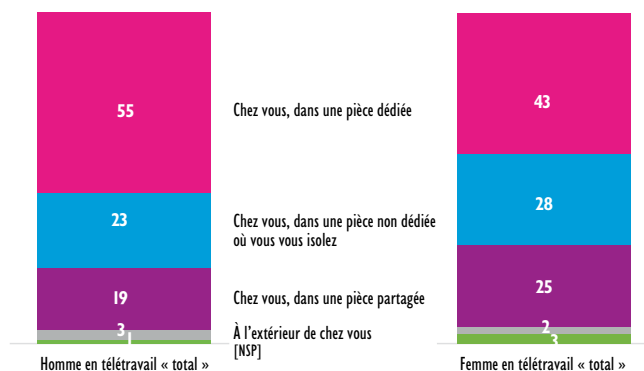 55
Chez vous, dans une pièce dédiée
43
23
Chez vous, dans une pièce non dédiée
où vous vous isolez
28
19
Chez vous, dans une pièce partagée
25
3
À l’extérieur de chez vous
2
1
[NSP]
3
Homme en télétravail « total »
Femme en télétravail « total »